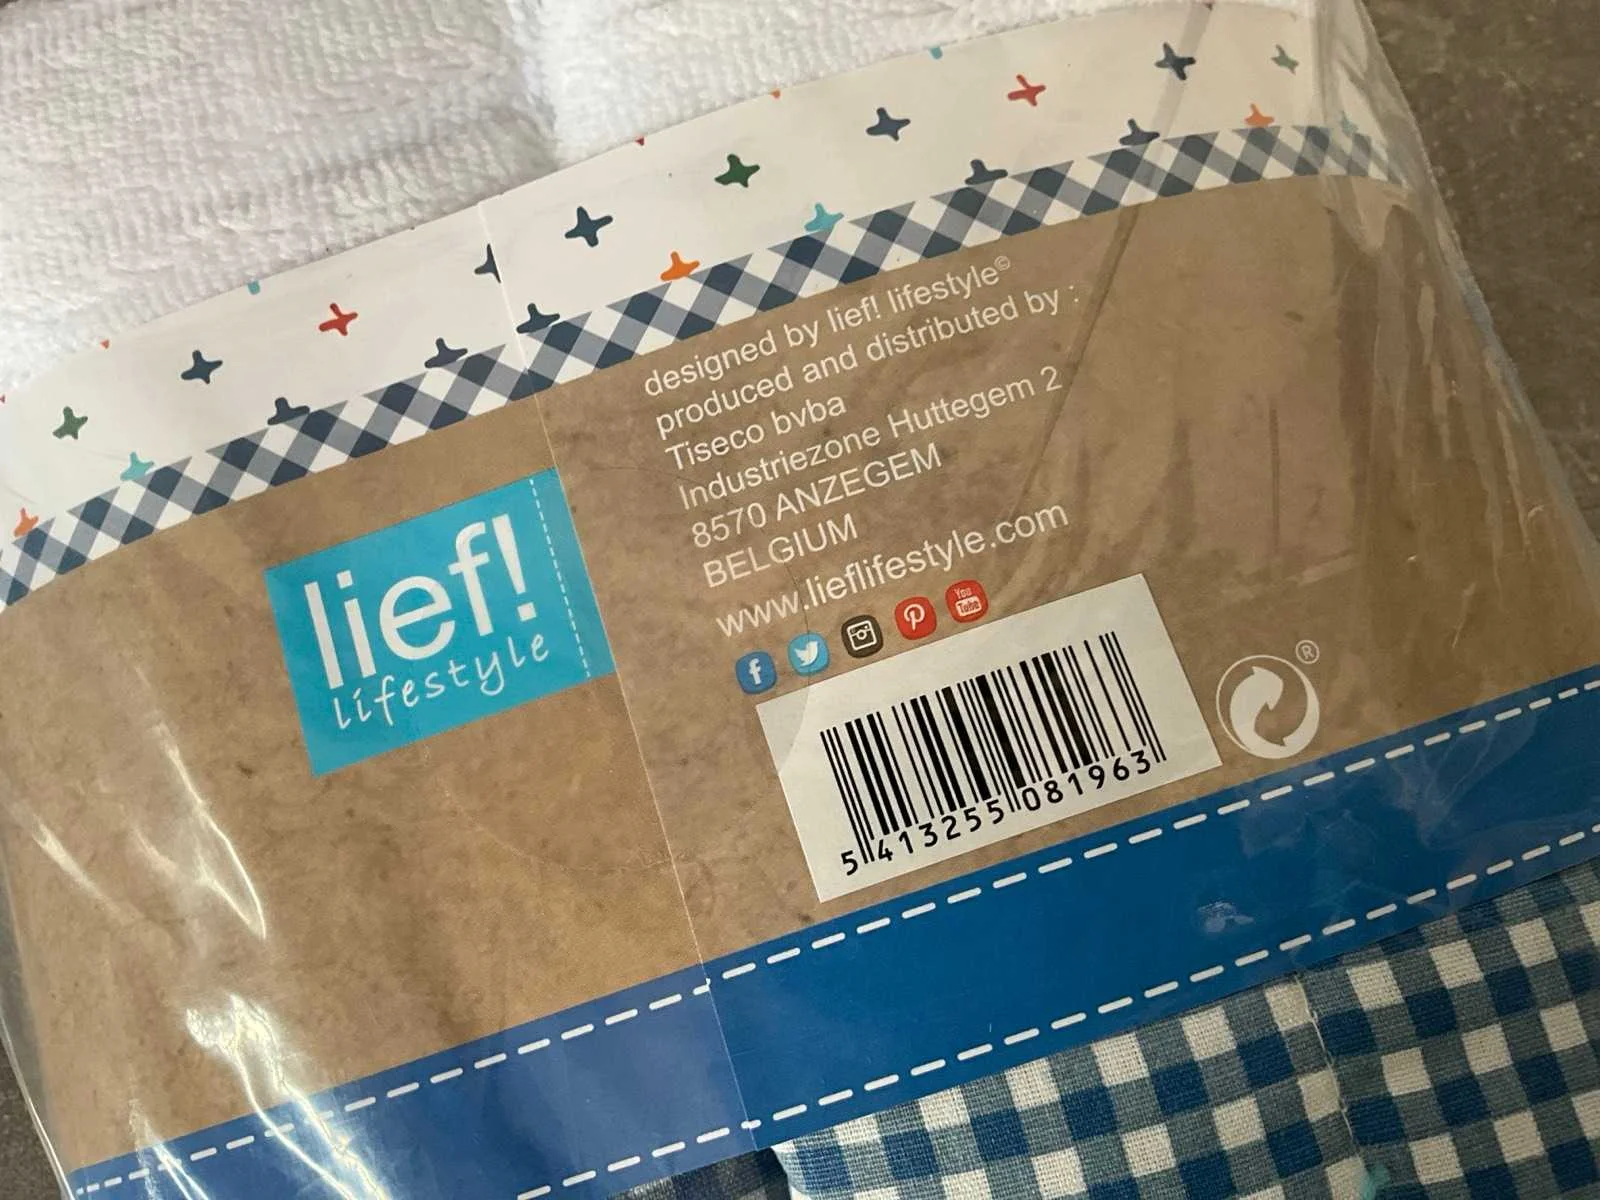 lief!
lifestyle
designed by lief! lifestyle©
produced and distributed by :
Tiseco bvba
Industriezone Huttegem 2
8570 ANZEGEM
BELGIUM
www.lieflifestyle.com
f
You
Tube
5 413255 081963
®